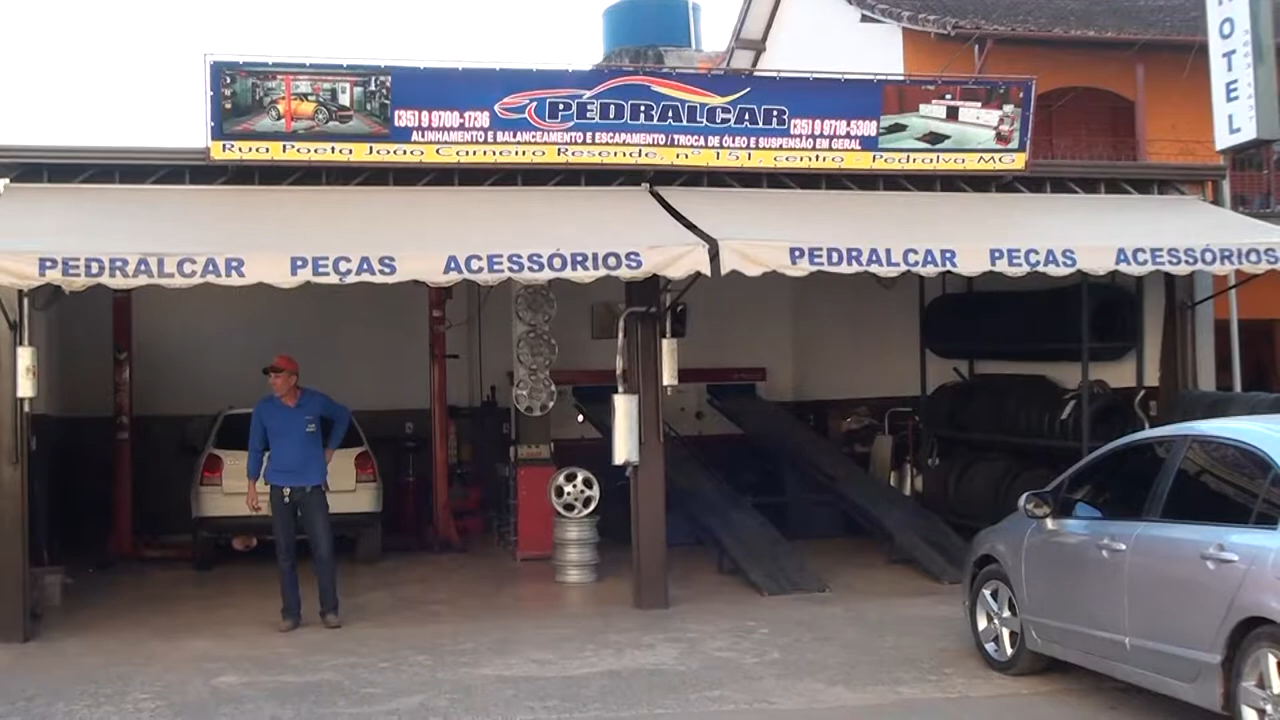 PEDRALCAR
(35) 9 9700-1736
(35) 9 9718-5308
ALINHAMENTO E BALANCEAMENTO E ESCAPAMENTO / TROCA DE ÓLEO E SUSPENSÃO EM GERAL
Rua Poeta João Carneiro Resende, nº 151, centro - Pedralva-MG
HOTEL
PEDRALCAR PEÇAS ACESSÓRIOS
PEDRALCAR PEÇAS ACESSÓRIOS